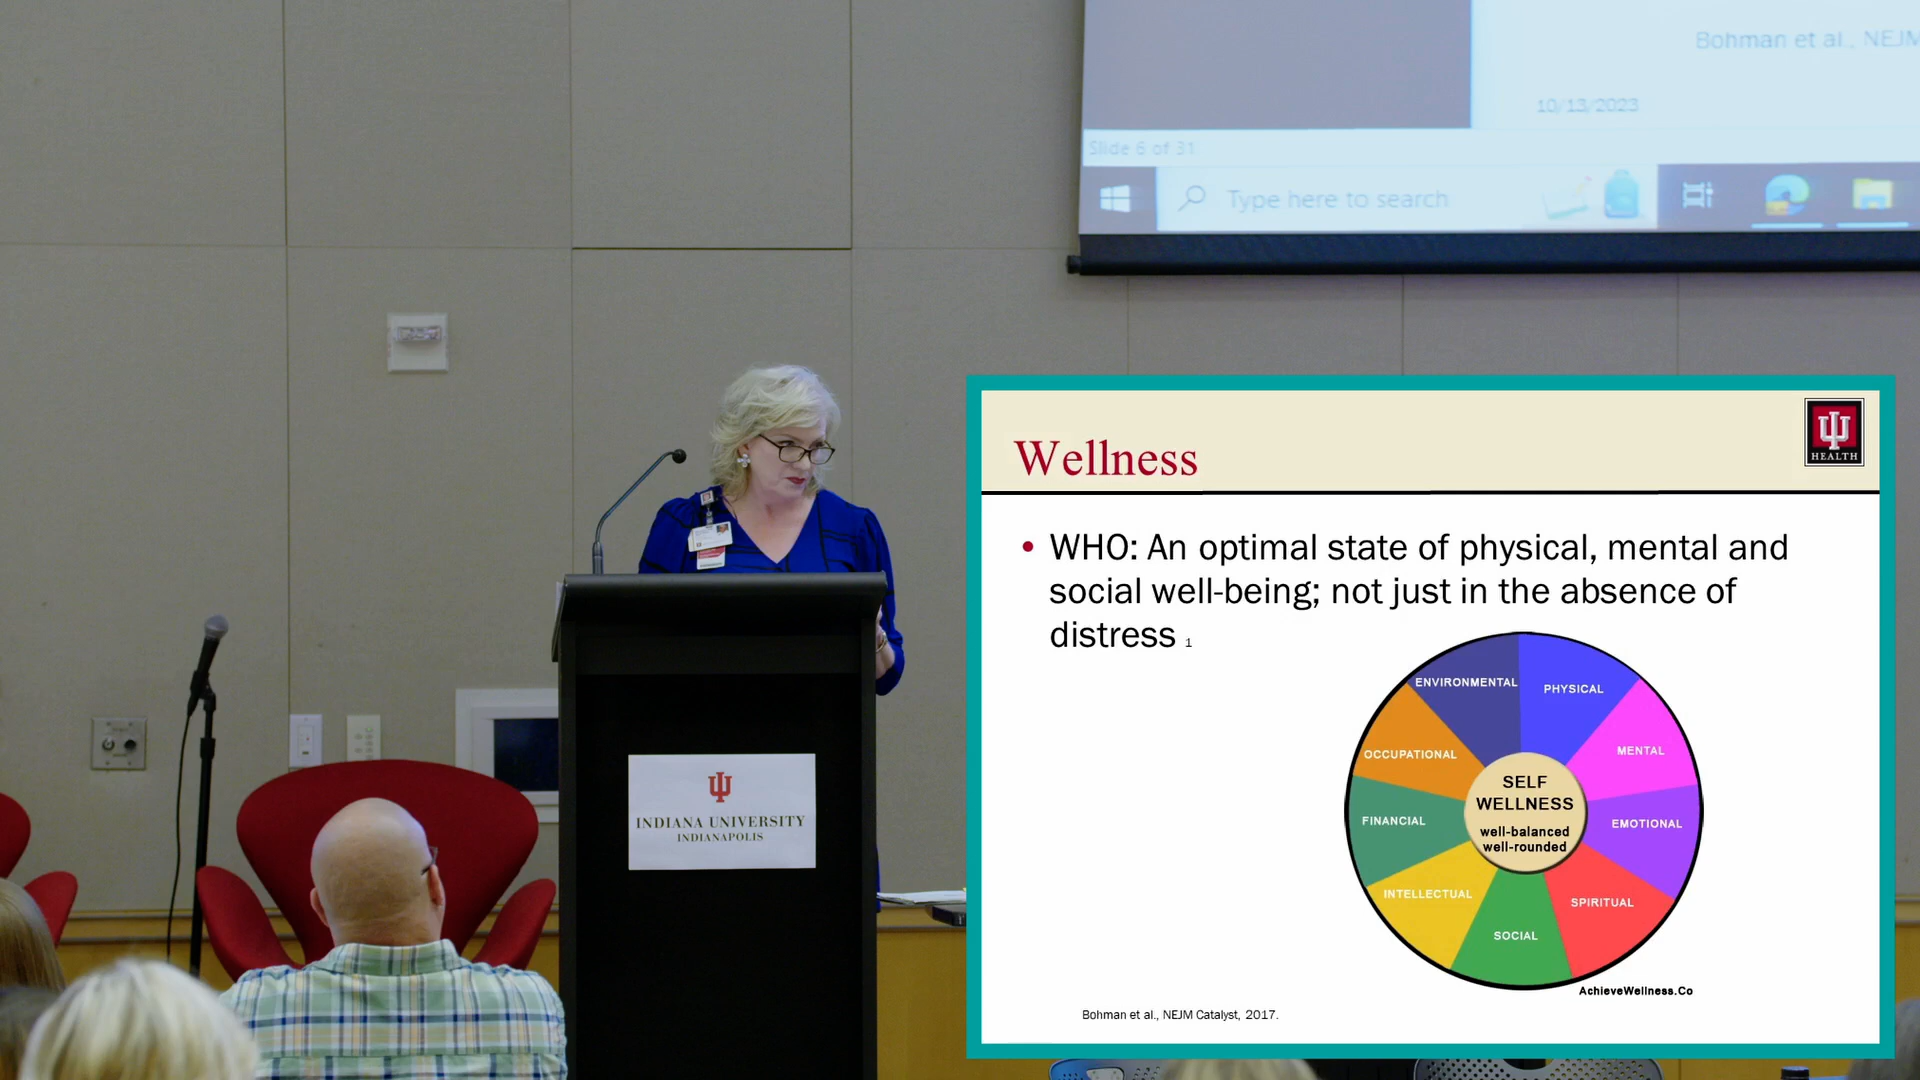 Bohman et al., NEJM
10/13/2023
Slide 6 of 31
Type here to search
Wellness
HEALTH
• WHO: An optimal state of physical, mental and
social well-being; not just in the absence of
distress 1
ENVIRONMENTAL
PHYSICAL
OCCUPATIONAL
MENTAL
FINANCIAL
EMOTIONAL
INTELLECTUAL
SPIRITUAL
SOCIAL
SELF
WELLNESS
well-balanced
well-rounded
AchieveWellness.Co
Bohman et al., NEJM Catalyst, 2017.
INDIANA UNIVERSITY
INDIANAPOLIS